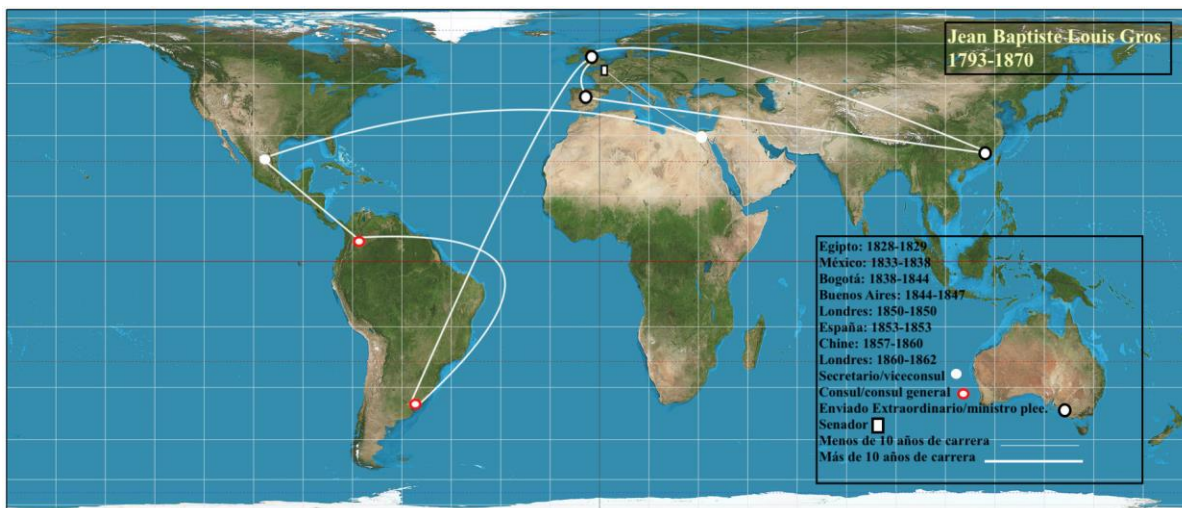 Jean Baptiste Louis Gros
1793-1870
Egipto: 1828-1829
México: 1833-1838
Bogotá: 1838-1844
Buenos Aires: 1844-1847
Londres: 1850-1850
España: 1853-1853
Chine: 1857-1860
Londres: 1860-1862
Secretario/viceconsul
Consul/consul general
Enviado Extraordinario/ministro plee.
Senador
Menos de 10 años de carrera
Más de 10 años de carrera